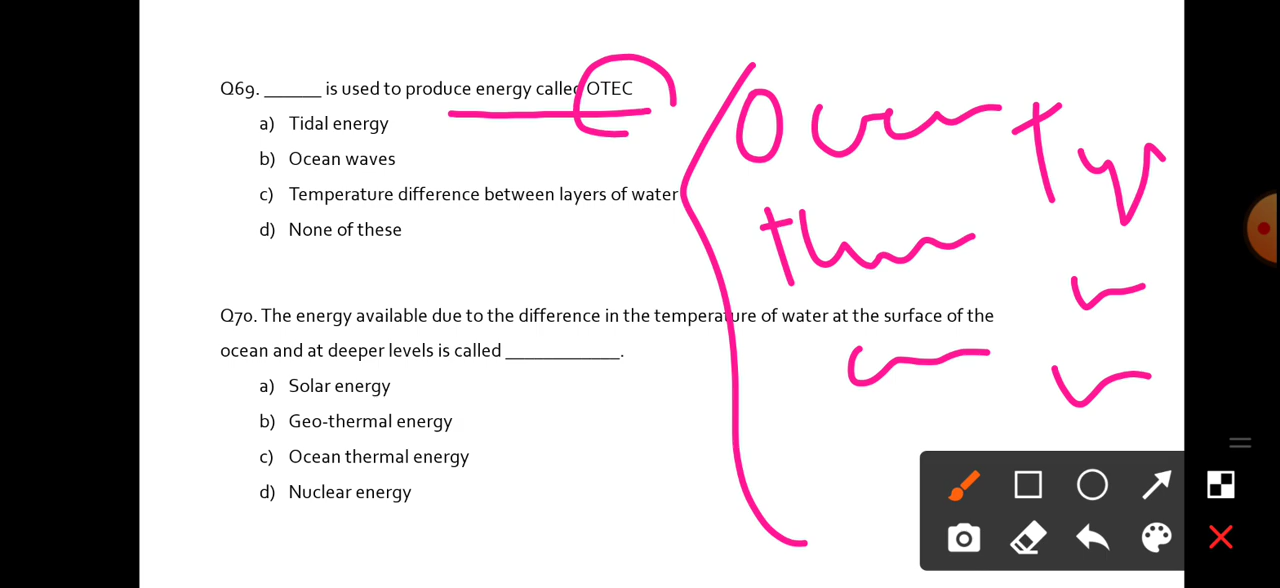 Q69. ______ is used to produce energy called OTEC
a) Tidal energy
b) Ocean waves
c) Temperature difference between layers of water
d) None of these
Q70. The energy available due to the difference in the temperature of water at the surface of the
ocean and at deeper levels is called ____________.
a) Solar energy
b) Geo-thermal energy
c) Ocean thermal energy
d) Nuclear energy